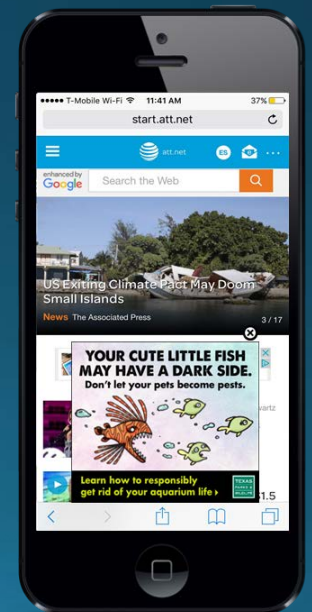 T-Mobile Wi-Fi 11:41 AM 37%
start.att.net
att.net ES
enhanced by
Google Search the Web
US Exiting Climate Pact May Doom
Small Islands
News The Associated Press 3 / 17
YOUR CUTE LITTLE FISH
MAY HAVE A DARK SIDE.
Don't let your pets become pests.
Learn how to responsibly
get rid of your aquarium life
TEXAS
PARKS &
WILDLIFE
wartz
$1.5